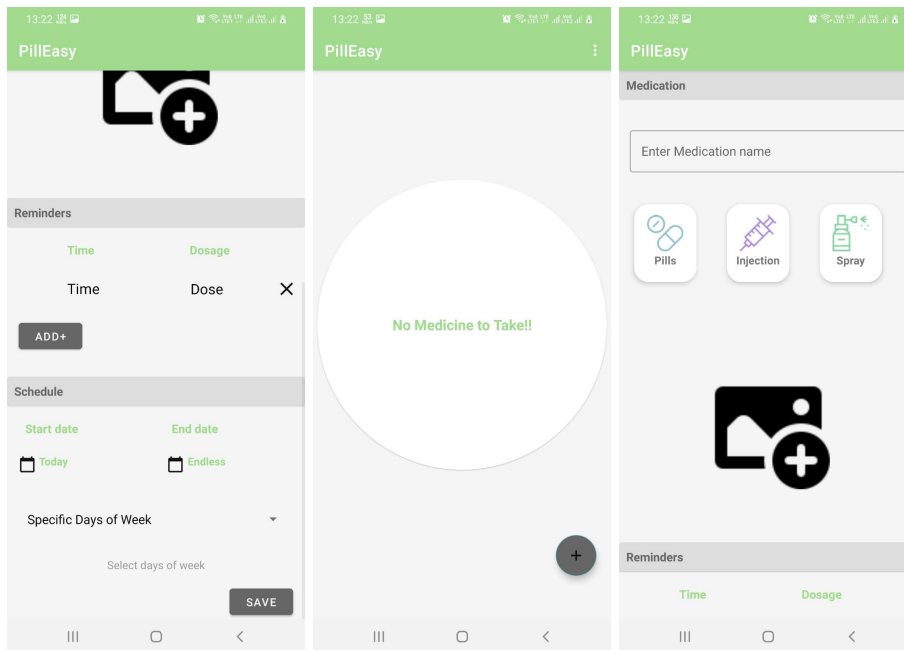 13:22
PillEasy
Reminders
Time Dosage
Time Dose
ADD+
Schedule
Start date End date
Today Endless
Specific Days of Week
Select days of week
SAVE
13:22
PillEasy
No Medicine to Take!!
+
13:22
PillEasy
Medication
Enter Medication name
Pills Injection Spray
Reminders
Time Dosage